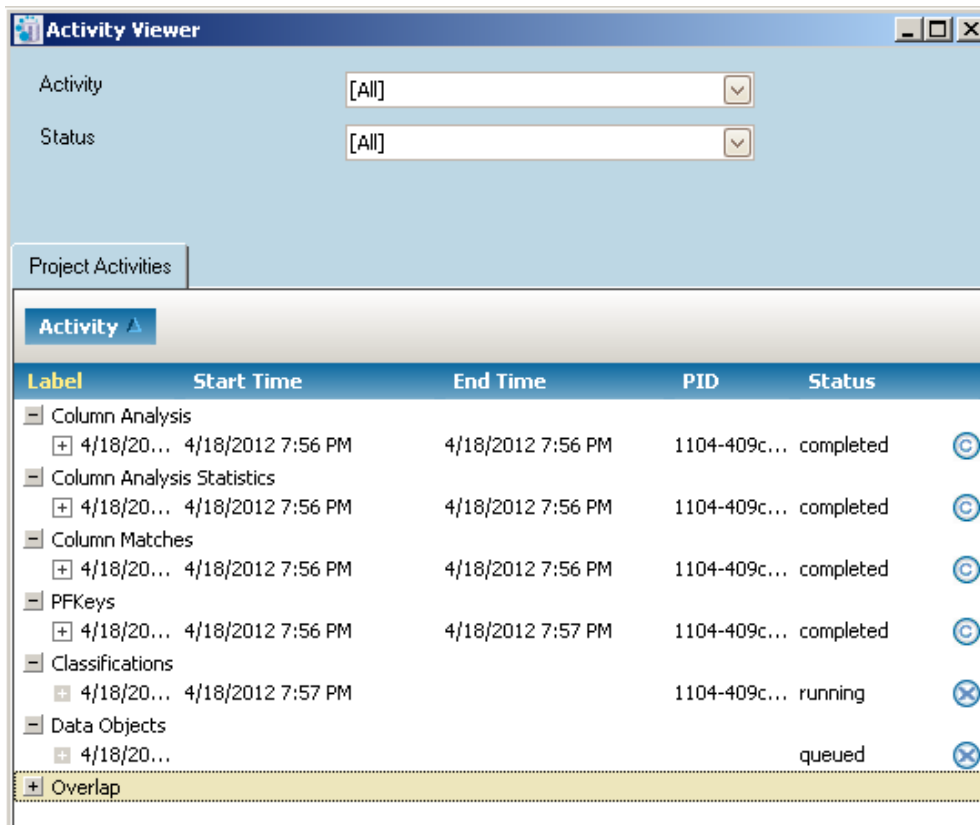 Activity Viewer
Activity [All]
Status [All]
Project Activities
Activity
Label Start Time End Time PID Status
Column Analysis
4/18/20... 4/18/2012 7:56 PM 4/18/2012 7:56 PM 1104-409c... completed
Column Analysis Statistics
4/18/20... 4/18/2012 7:56 PM 4/18/2012 7:56 PM 1104-409c... completed
Column Matches
4/18/20... 4/18/2012 7:56 PM 4/18/2012 7:56 PM 1104-409c... completed
PFKeys
4/18/20... 4/18/2012 7:56 PM 4/18/2012 7:57 PM 1104-409c... completed
Classifications
4/18/20... 4/18/2012 7:57 PM 1104-409c... running
Data Objects
4/18/20... queued
Overlap